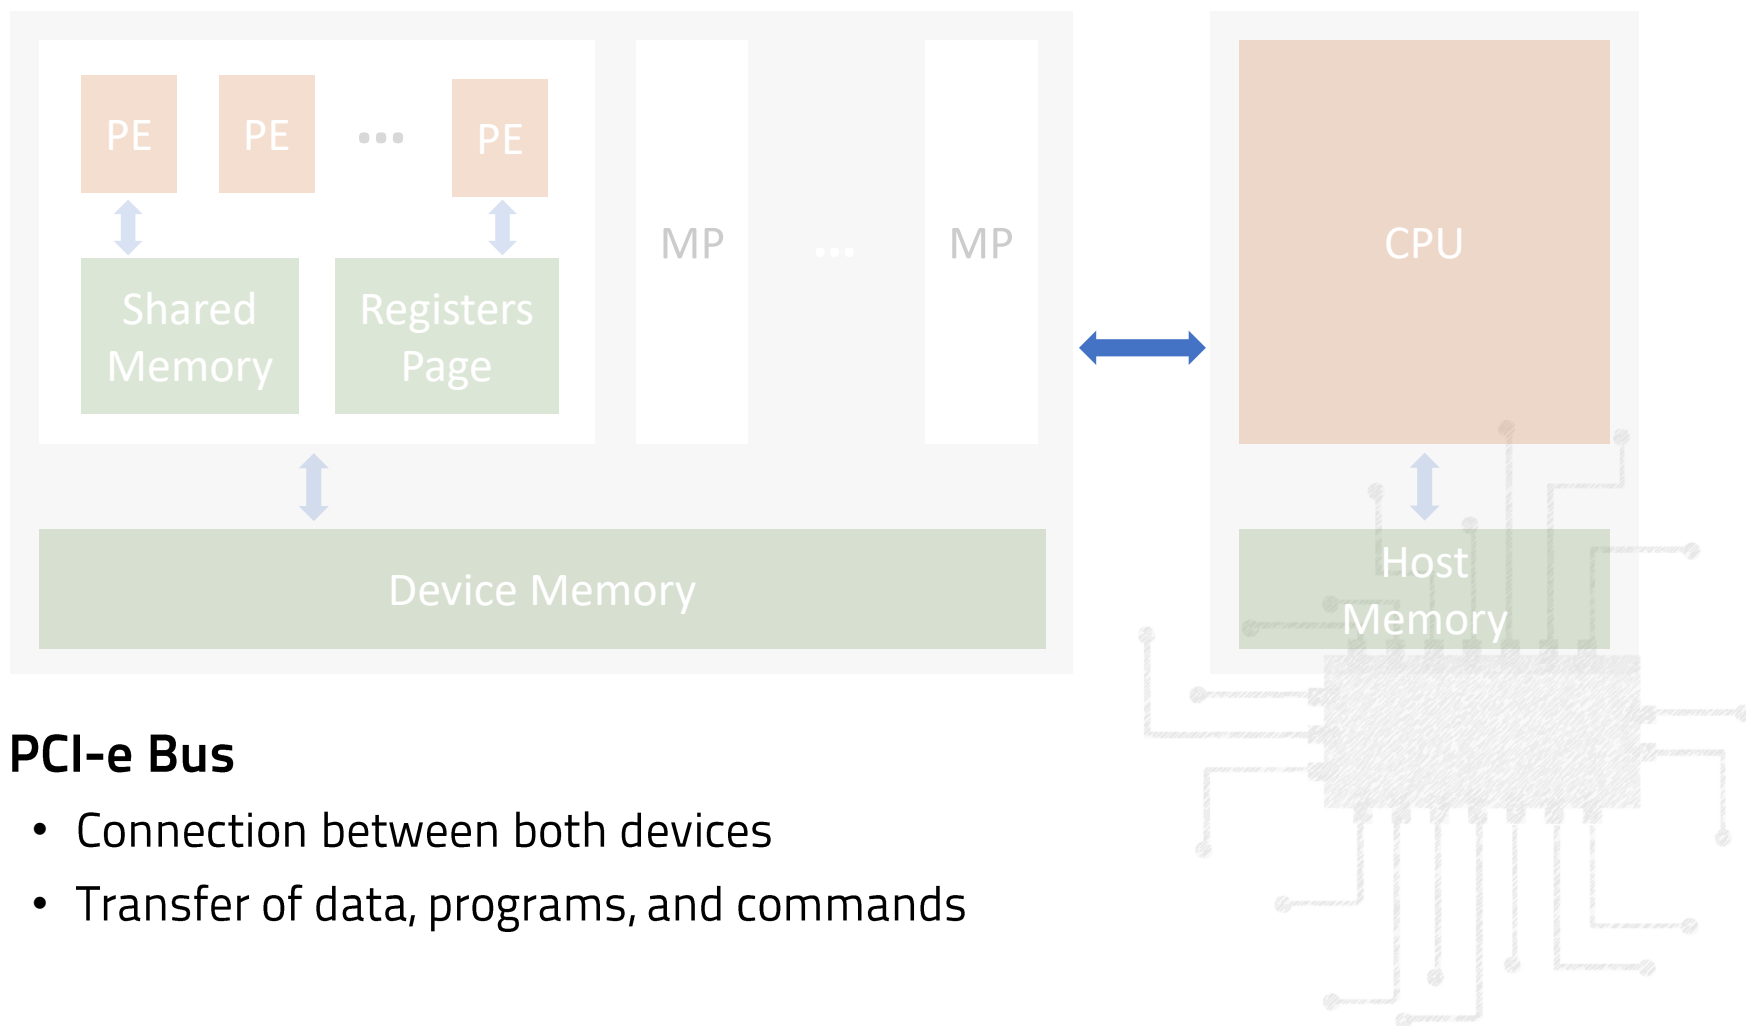 PE
PE
...
PE
Shared
Memory
Registers
Page
MP
...
MP
CPU
Device Memory
Host
Memory
PCI-e Bus
• Connection between both devices
• Transfer of data, programs, and commands